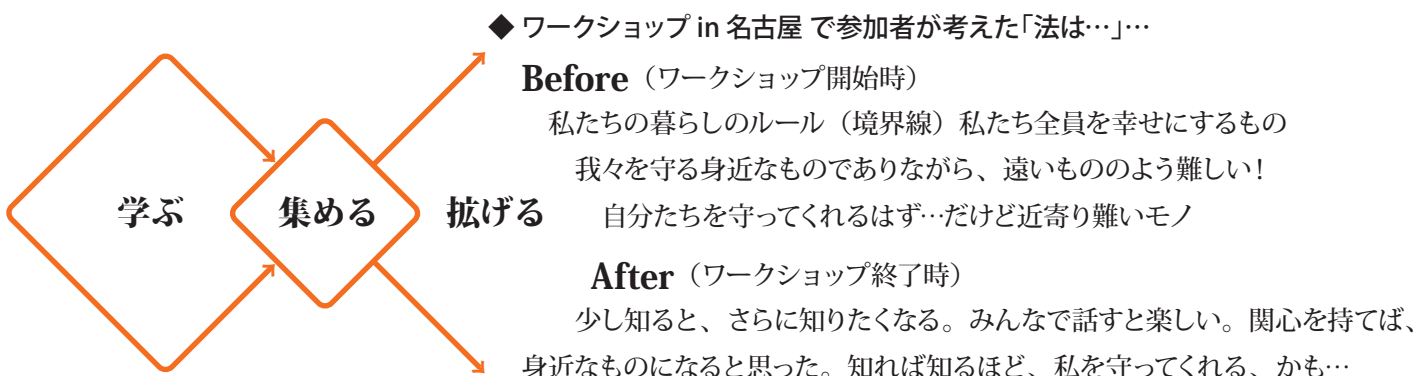 ◆ ワークショップ in 名古屋 で参加者が考えた「法は…」…
Before（ワークショップ開始時）
私たちの暮らしのルール（境界線）私たち全員を幸せにするもの
我々を守る身近なものでありながら、遠いもののよう難しい！
学ぶ 集める 拡げる 自分たちを守ってくれるはず…だけど近寄り難いモノ
After（ワークショップ終了時）
少し知ると、さらに知りたくなる。みんなで話すと楽しい。関心を持てば、
身近なものになると思った。知れば知るほど、私を守ってくれる、かも…